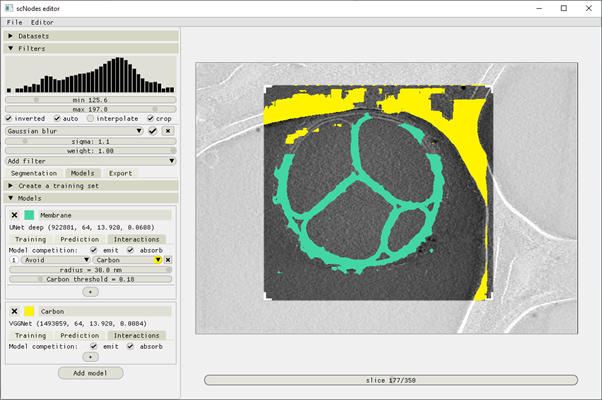 scNodes editor
File Editor
Datasets
Filters
min 125.6
max 197.8
inverted auto interpolate crop
Gaussian blur
sigma: 1.1
weight: 1.00
Add filter
Segmentation Models Export
Create a training set
Models
Membrane
UNet deep (922881, 64, 13.920, 0.0680)
Training Prediction Interactions
Model competition: emit absorb
1 Avoid Carbon
radius = 30.0 nm
Carbon threshold = 0.18
+
Carbon
VGGNet (1493059, 64, 13.920, 0.0084)
Training Prediction Interactions
Model competition: emit absorb
+
Add model
slice 177/350